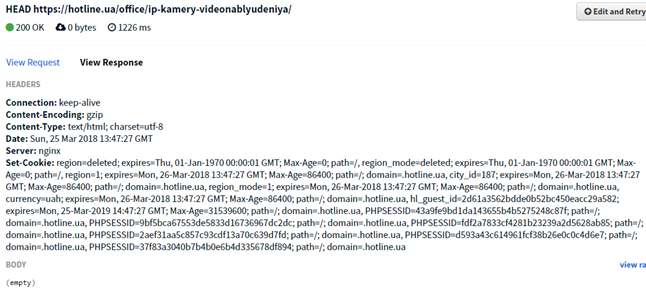 HEAD https://hotline.ua/office/ip-kamery-videonablyudeniya/
Edit and Retry
200 OK 0 bytes 1226 ms
View Request View Response
HEADERS
Connection: keep-alive
Content-Encoding: gzip
Content-Type: text/html; charset=utf-8
Date: Sun, 25 Mar 2018 13:47:27 GMT
Server: nginx
Set-Cookie: region=deleted; expires=Thu, 01-Jan-1970 00:00:01 GMT; Max-Age=0; path=/, region_mode=deleted; expires=Thu, 01-Jan-1970 00:00:01 GMT; Max-
Age=0; path=/, region=1; expires=Mon, 26-Mar-2018 13:47:27 GMT; Max-Age=86400; path=/; domain=.hotline.ua, city_id=187; expires=Mon, 26-Mar-2018 13:47:27
GMT; Max-Age=86400; path=/; domain=.hotline.ua, region_mode=1; expires=Mon, 26-Mar-2018 13:47:27 GMT; Max-Age=86400; path=/; domain=.hotline.ua,
currency=uah; expires=Mon, 26-Mar-2018 13:47:27 GMT; Max-Age=86400; path=/; domain=.hotline.ua, hl_guest_id=2d61a3562bdde0b52bc450eacc29a582;
expires=Mon, 25-Mar-2019 14:47:27 GMT; Max-Age=31539600; path=/; domain=.hotline.ua, PHPSESSID=43a9fe9bd1da143655b4b5275248c87f; path=/;
domain=.hotline.ua, PHPSESSID=9bf5bca67553de5833d16736967dc2dc; path=/; domain=.hotline.ua, PHPSESSID=fdf2a7833cf4281b23239a2d5628ab85; path=/;
domain=.hotline.ua, PHPSESSID=2aef31aa5c857c93cdf13a70c639d7fd; path=/; domain=.hotline.ua, PHPSESSID=d593a43c614961fcf38b26e0c0c4d6e7; path=/;
domain=.hotline.ua, PHPSESSID=37f83a3040b7b4b0e6b4d335678df894; path=/; domain=.hotline.ua
BODY
view ra
(empty)